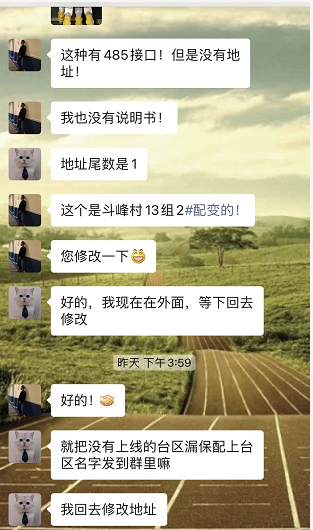 这种有485接口！但是没有地
址！
我也没有说明书！
地址尾数是1
这个是斗峰村13组2#配变的！
您修改一下😄
好的，我现在在外面，等下回去
修改
昨天 下午3:59
好的！🤝
就把没有上线的台区漏保配上台
区名字发到群里嘛
我回去修改地址